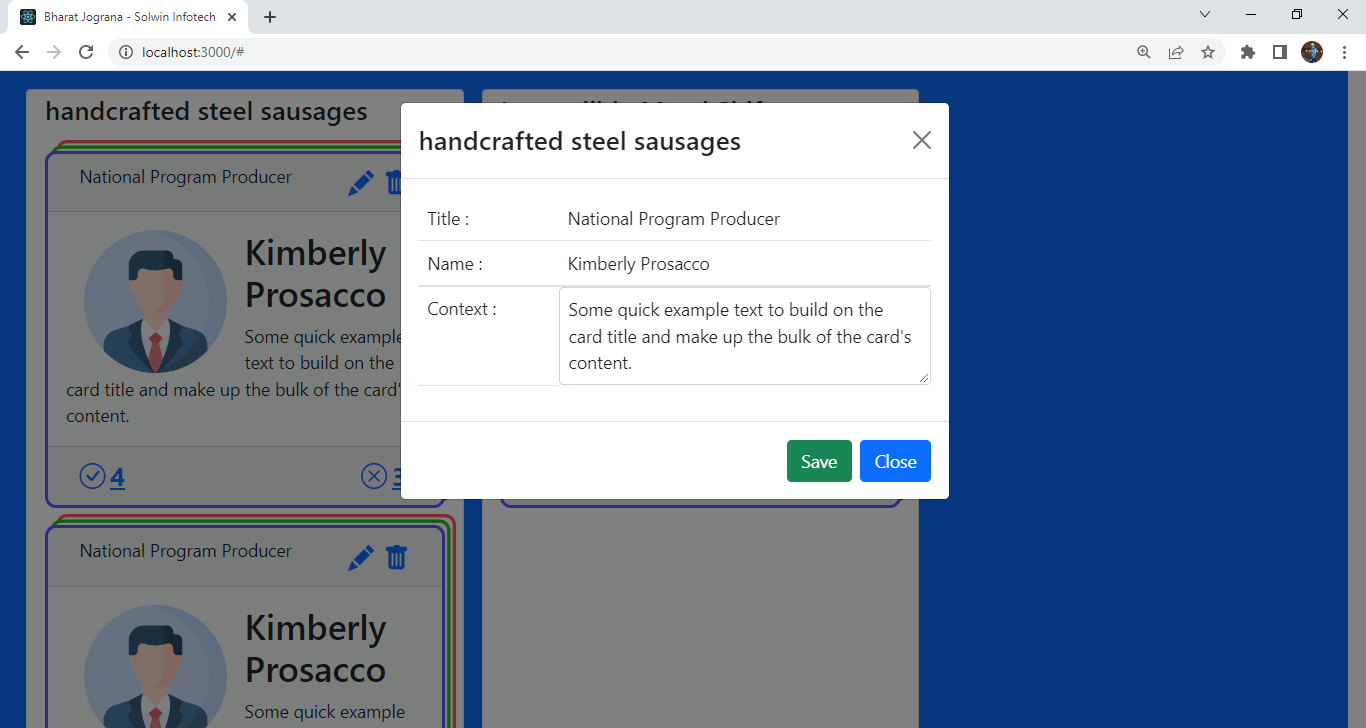 Bharat Jograna - Solwin Infotech
localhost:3000/#
handcrafted steel sausages
National Program Producer
Kimberly
Prosacco
Some quick example
text to build on the
card title and make up the bulk of the card'
content.
4
3
National Program Producer
Kimberly
Prosacco
Some quick example
handcrafted steel sausages
Title :
National Program Producer
Name :
Kimberly Prosacco
Context :
Some quick example text to build on the
card title and make up the bulk of the card's
content.
Save
Close